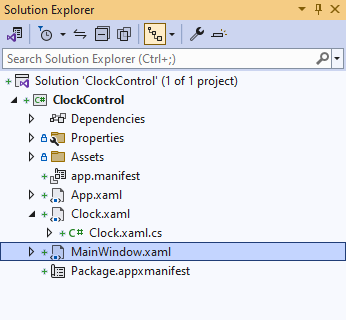 Solution Explorer
Search Solution Explorer (Ctrl+;)
Solution 'ClockControl' (1 of 1 project)
C# ClockControl
Dependencies
Properties
Assets
app.manifest
App.xaml
Clock.xaml
C# Clock.xaml.cs
MainWindow.xaml
Package.appxmanifest